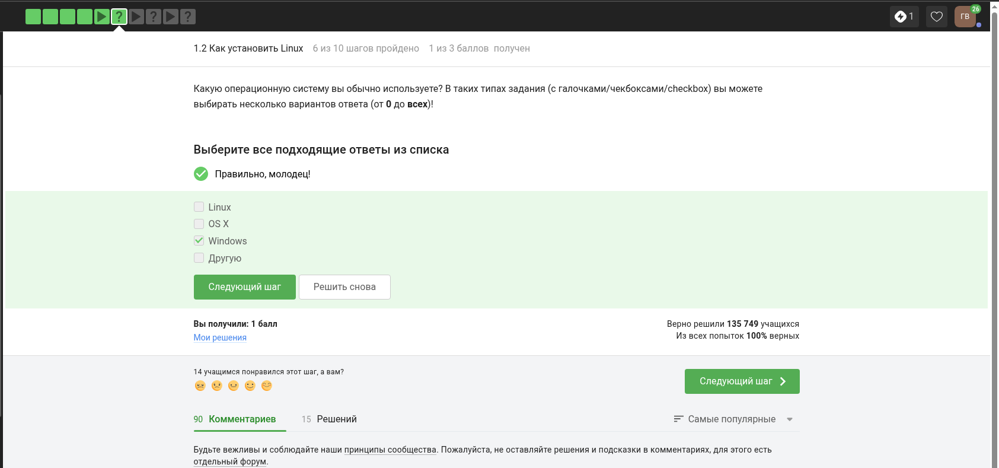 ?
?
?
1
ГВ
26
1.2 Как установить Linux 6 из 10 шагов пройдено 1 из 3 баллов получен
Какую операционную систему вы обычно используете? В таких типах задания (с галочками/чекбоксами/checkbox) вы можете
выбирать несколько вариантов ответа (от 0 до всех)!
Выберите все подходящие ответы из списка
Правильно, молодец!
Linux
OS X
Windows
Другую
Следующий шаг
Решить снова
Вы получили: 1 балл
Мои решения
Верно решили 135 749 учащихся
Из всех попыток 100% верных
14 учащимся понравился этот шаг, а вам?
Следующий шаг
90 Комментариев
15 Решений
Самые популярные
Будьте вежливы и соблюдайте наши принципы сообщества. Пожалуйста, не оставляйте решения и подсказки в комментариях, для этого есть
отдельный форум.